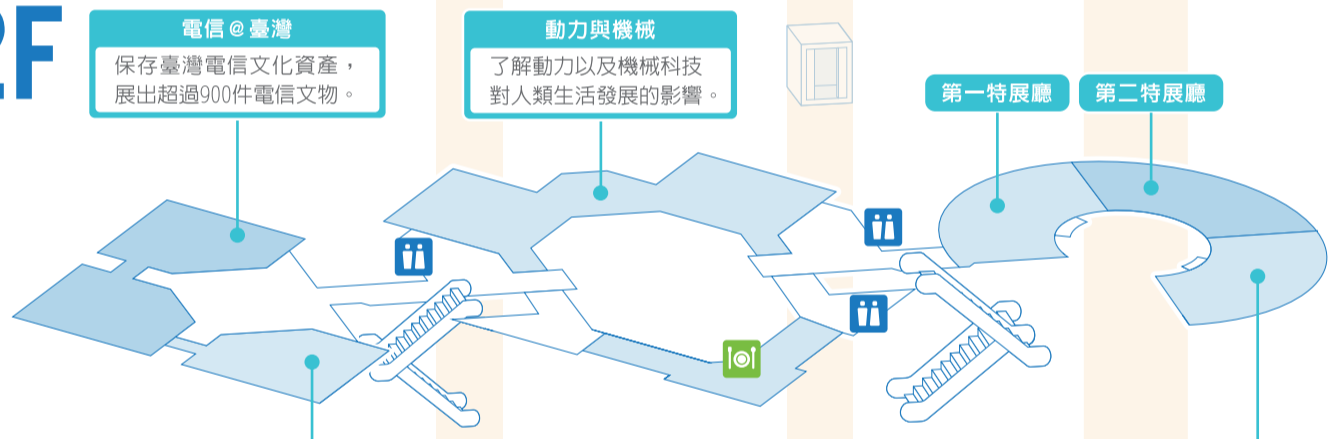 2F
電信@臺灣
保存臺灣電信文化資產，
展出超過900件電信文物。
動力與機械
了解動力以及機械科技
對人類生活發展的影響。
第一特展廳
第二特展廳